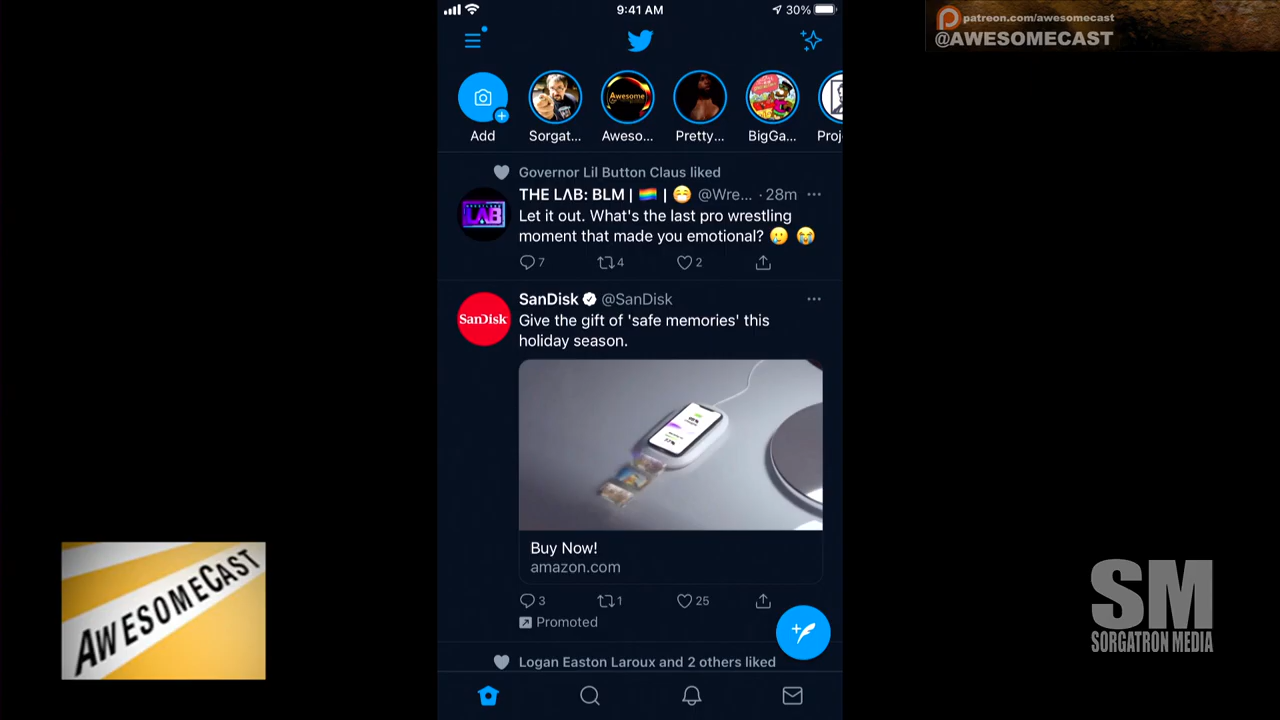 patreon.com/awesomecast
@AWESOMECAST
9:41 AM
30%
Add
Sorgat...
Aweso...
Pretty...
BigGa...
Proj
Awesome
Governor Lil Button Claus liked
THE LAB: BLM | 🏳️‍🌈 | 😷 @Wre... · 28m
Let it out. What's the last pro wrestling
moment that made you emotional? 🥲 😭
LAB
7
4
2
SanDisk @SanDisk
SanDisk
Give the gift of 'safe memories' this
holiday season.
Buy Now!
amazon.com
3
1
25
Promoted
Logan Easton Laroux and 2 others liked
AWESOMECAST
SM
SORGATRON MEDIA